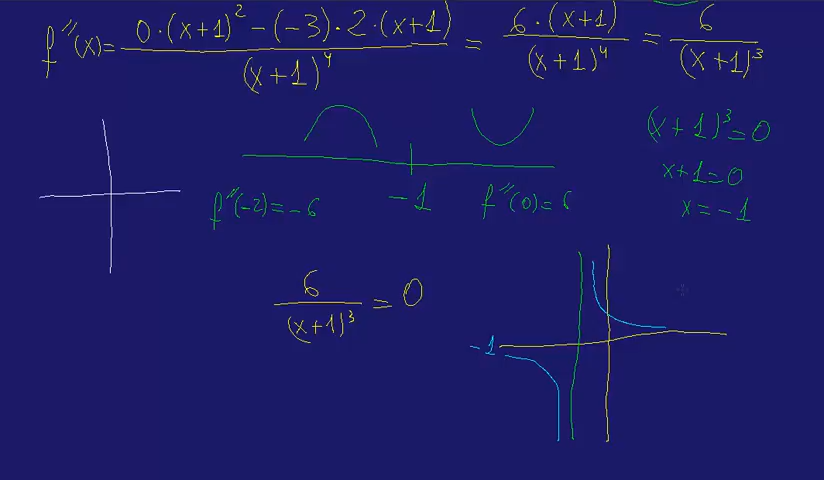 f''(x) = 0·(x+1)² - (-3)·2·(x+1) / (x+1)⁴ = 6·(x+1) / (x+1)⁴ = 6 / (x+1)³
(x+1)³ = 0
x+1 = 0
x = -1
f''(-2) = -6
-1
f''(0) = 6
6 / (x+1)³ = 0
-1